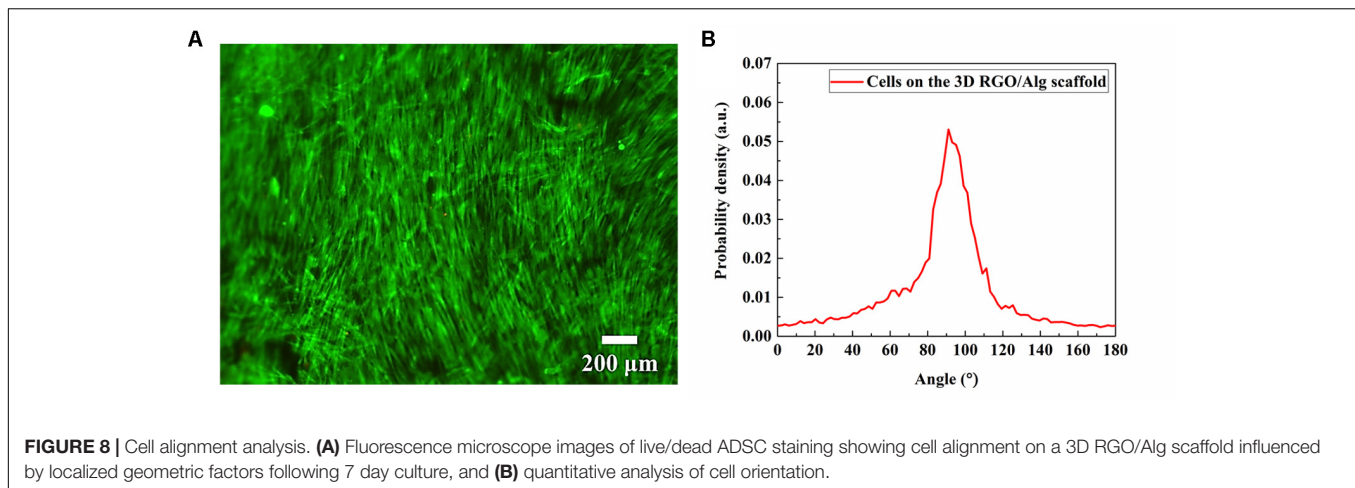 A
200 µm
B
Cells on the 3D RGO/Alg scaffold
Probability density (a.u.)
0.07
0.06
0.05
0.04
0.03
0.02
0.01
0.00
0 20 40 60 80 100 120 140 160 180
Angle (°)
FIGURE 8 | Cell alignment analysis. (A) Fluorescence microscope images of live/dead ADSC staining showing cell alignment on a 3D RGO/Alg scaffold influenced
by localized geometric factors following 7 day culture, and (B) quantitative analysis of cell orientation.